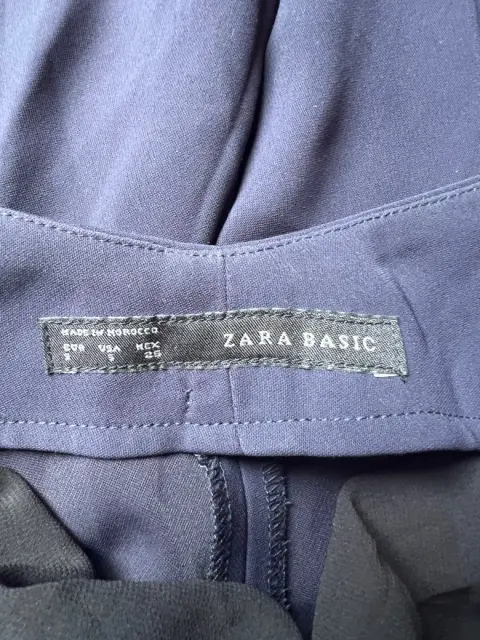 MADE IN MOROCCO
EUR USA MEX
S S 26
ZARA BASIC